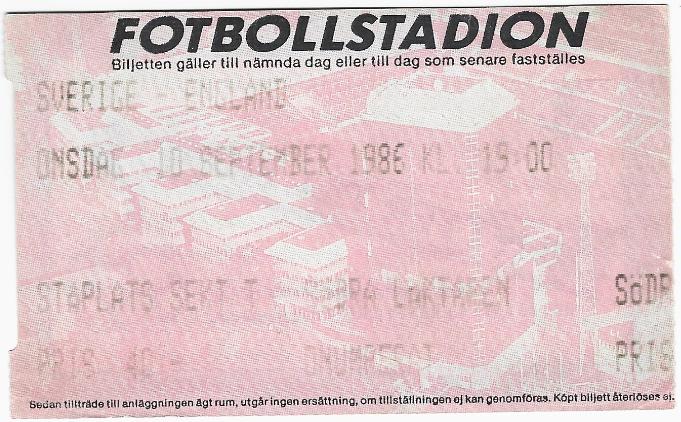 FOTBOLLSTADION
Biljetten gäller till nämnda dag eller till dag som senare fastställes
SVERIGE - ENGLAND
ONSDAG 10 SEPTEMBER 1986 KL. 19:00
STÅPLATS SEKT T LÄKTAREN SÖDR
PRIS 40:- ONUMRERAT PRIS
Sedan tillträde till anläggningen ägt rum, utgår ingen ersättning, om tillställningen ej kan genomföras. Köpt biljett återlöses ej.